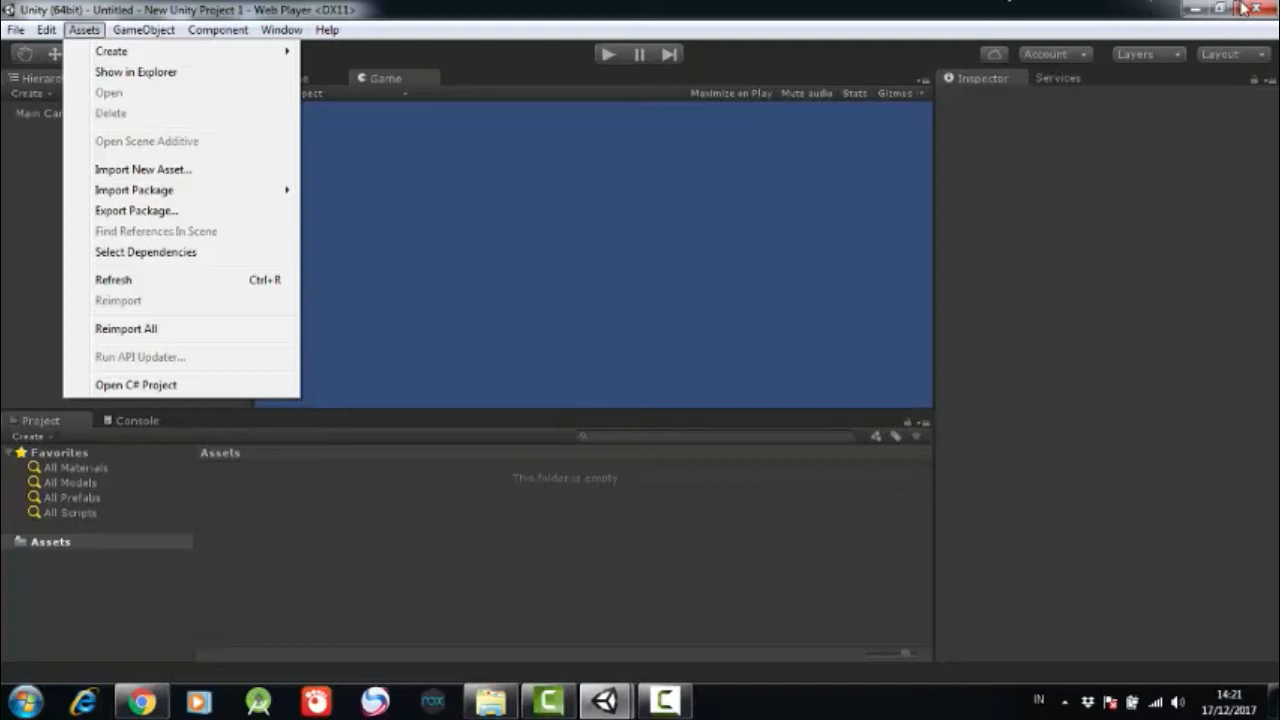 Unity (64bit) - Untitled - New Unity Project 1 - Web Player <DX11>
File Edit Assets GameObject Component Window Help
Account Layers Layout
Create
Show in Explorer
Open
Delete
Open Scene Additive
Import New Asset...
Import Package
Export Package...
Find References In Scene
Select Dependencies
Refresh Ctrl+R
Reimport
Reimport All
Run API Updater...
Open C# Project
Game
Maximize on Play Mute audio Stats Gizmos
Create
Inspector Services
Project Console
Create
Favorites
All Materials
All Models
All Prefabs
All Scripts
Assets
Assets
This folder is empty
nox
IN
14:21
17/12/2017